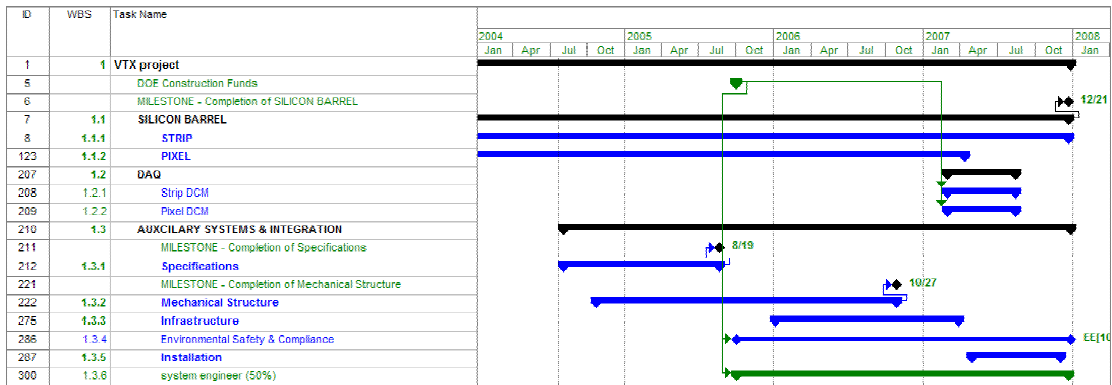 ID WBS Task Name
2004 2005 2006 2007 2008
Jan Apr Jul Oct Jan Apr Jul Oct Jan Apr Jul Oct Jan Apr Jul Oct Jan
1 1 VTX project
5 DOE Construction Funds
6 MILESTONE - Completion of SILICON BARREL 12/21
7 1.1 SILICON BARREL
8 1.1.1 STRIP
123 1.1.2 PIXEL
207 1.2 DAQ
208 1.2.1 Strip DCM
209 1.2.2 Pixel DCM
210 1.3 AUXCILARY SYSTEMS & INTEGRATION
211 MILESTONE - Completion of Specifications 8/19
212 1.3.1 Specifications
221 MILESTONE - Completion of Mechanical Structure 10/27
222 1.3.2 Mechanical Structure
275 1.3.3 Infrastructure
286 1.3.4 Environmental Safety & Compliance EE[10
287 1.3.5 Installation
300 1.3.6 system engineer (50%)